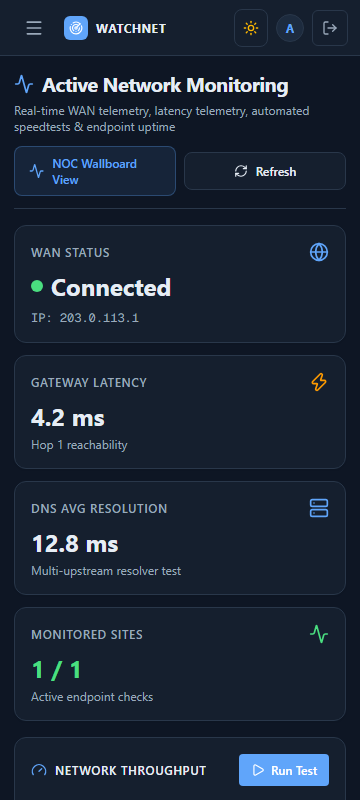 WATCHNET
A
Active Network Monitoring
Real-time WAN telemetry, latency telemetry, automated
speedtests & endpoint uptime
NOC Wallboard
View
Refresh
WAN STATUS
Connected
IP: 203.0.113.1
GATEWAY LATENCY
4.2 ms
Hop 1 reachability
DNS AVG RESOLUTION
12.8 ms
Multi-upstream resolver test
MONITORED SITES
1 / 1
Active endpoint checks
NETWORK THROUGHPUT
Run Test